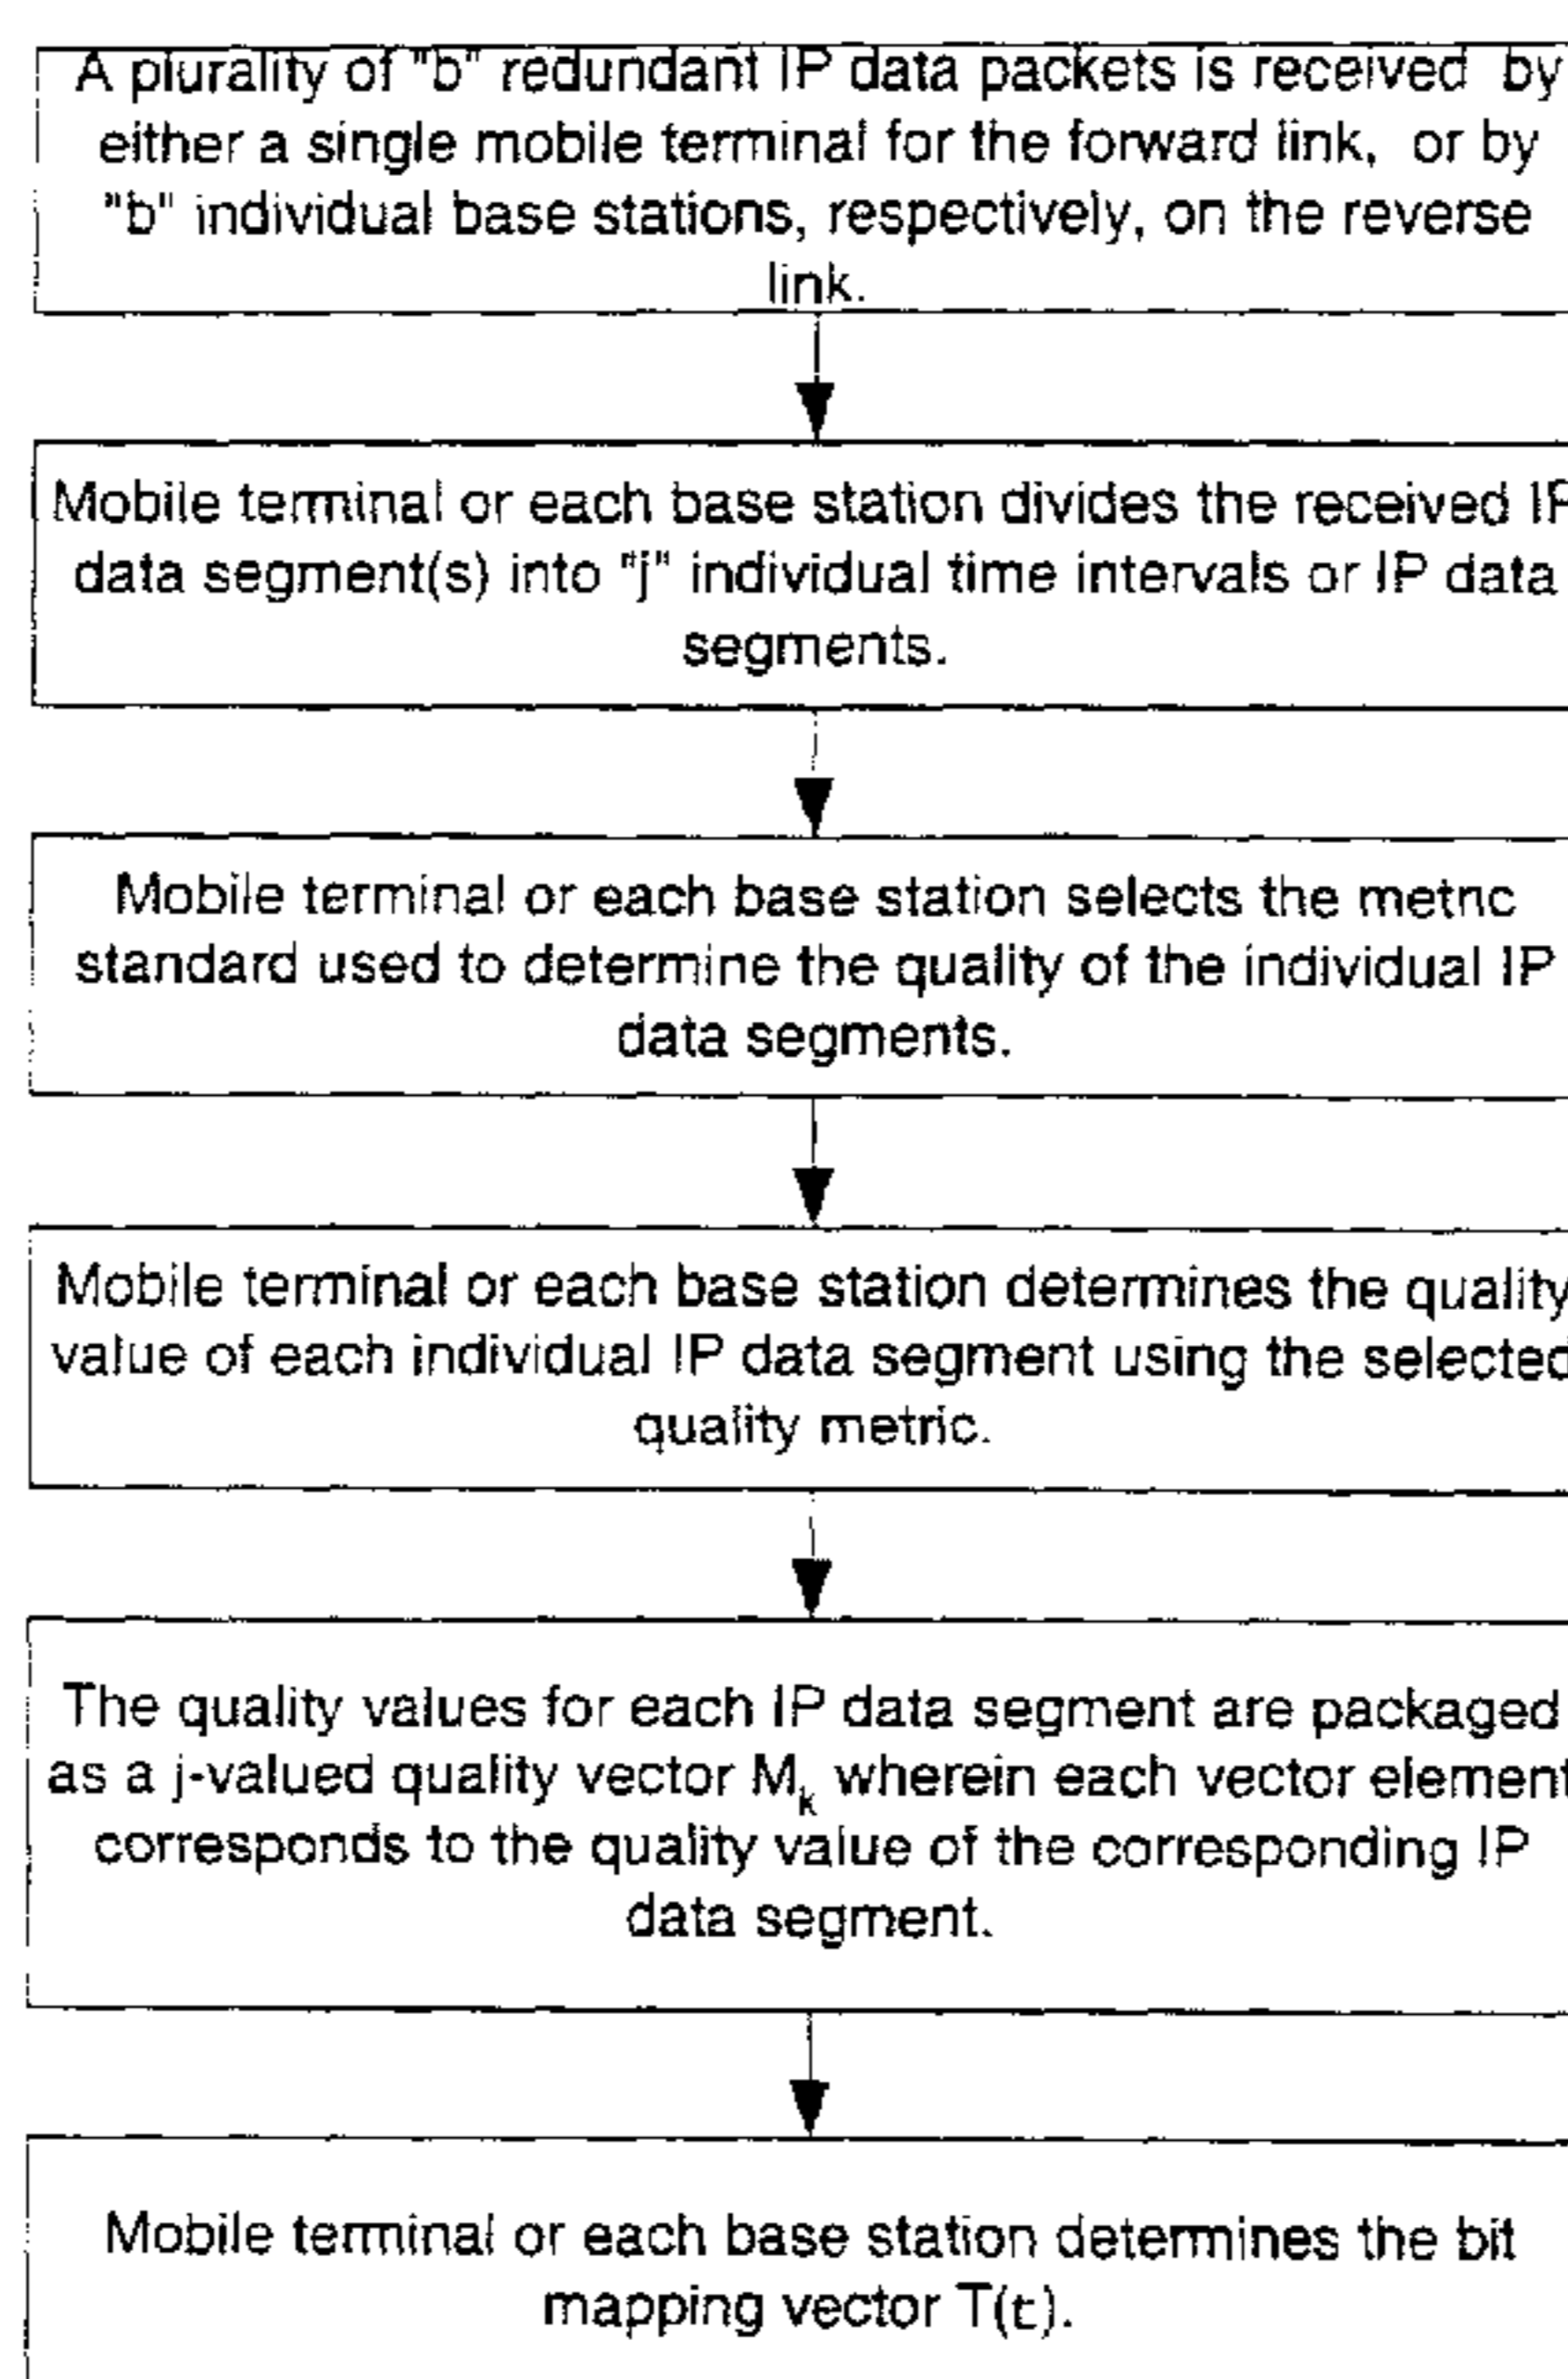 A plurality of "b" redundant IP data packets is received by
either a single mobile terminal for the forward link, or by
"b" individual base stations, respectively, on the reverse
link.
Mobile terminal or each base station divides the received IP
data segment(s) into "j" individual time intervals or IP data
segments.
Mobile terminal or each base station selects the metric
standard used to determine the quality of the individual IP
data segments.
Mobile terminal or each base station determines the quality
value of each individual IP data segment using the selected
quality metric.
The quality values for each IP data segment are packaged
as a j-valued quality vector Mk wherein each vector element
corresponds to the quality value of the corresponding IP
data segment.
Mobile terminal or each base station determines the bit
mapping vector T(t).